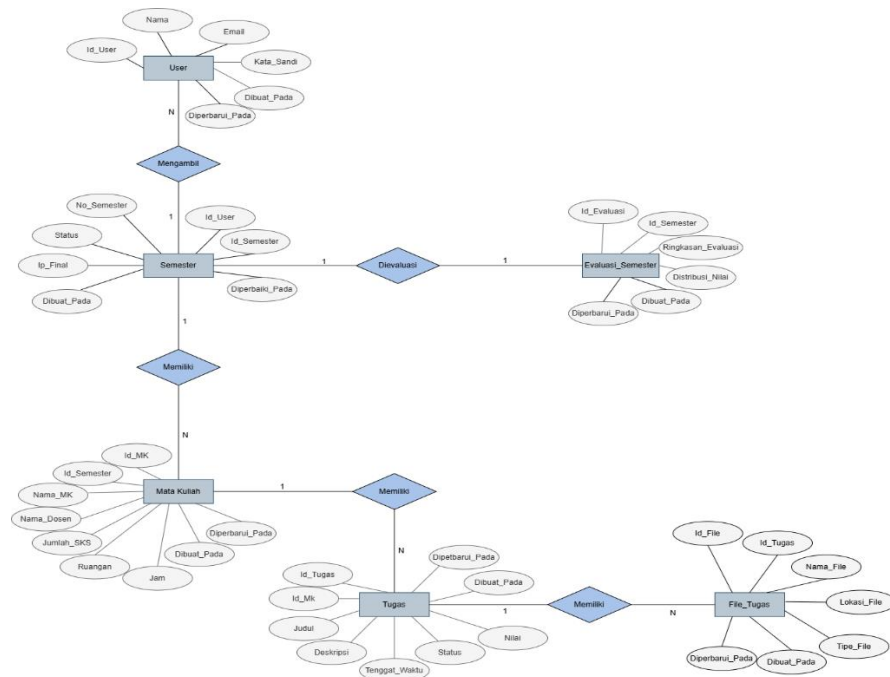 Nama
Email
Id_User
Kata_Sandi
User
Dibuat_Pada
Diperbarui_Pada
N
Mengambil
1
No_Semester
Id_User
Status
Id_Semester
Ip_Final
Semester
Dibuat_Pada
Diperbaiki_Pada
1
Dievaluasi
1
Id_Evaluasi
Id_Semester
Ringkasan_Evaluasi
Evaluasi_Semester
Distribusi_Nilai
Dibuat_Pada
Diperbarui_Pada
1
Memiliki
N
Id_MK
Id_Semester
Nama_MK
Mata Kuliah
Nama_Dosen
Jumlah_SKS
Ruangan
Jam
Dibuat_Pada
Diperbarui_Pada
1
Memiliki
N
Id_Tugas
Dipetbarui_Pada
Id_Mk
Dibuat_Pada
Tugas
Judul
Nilai
Deskripsi
Status
Tenggat_Waktu
1
Memiliki
N
Id_File
Id_Tugas
Nama_File
File_Tugas
Lokasi_File
Tipe_File
Diperbarui_Pada
Dibuat_Pada